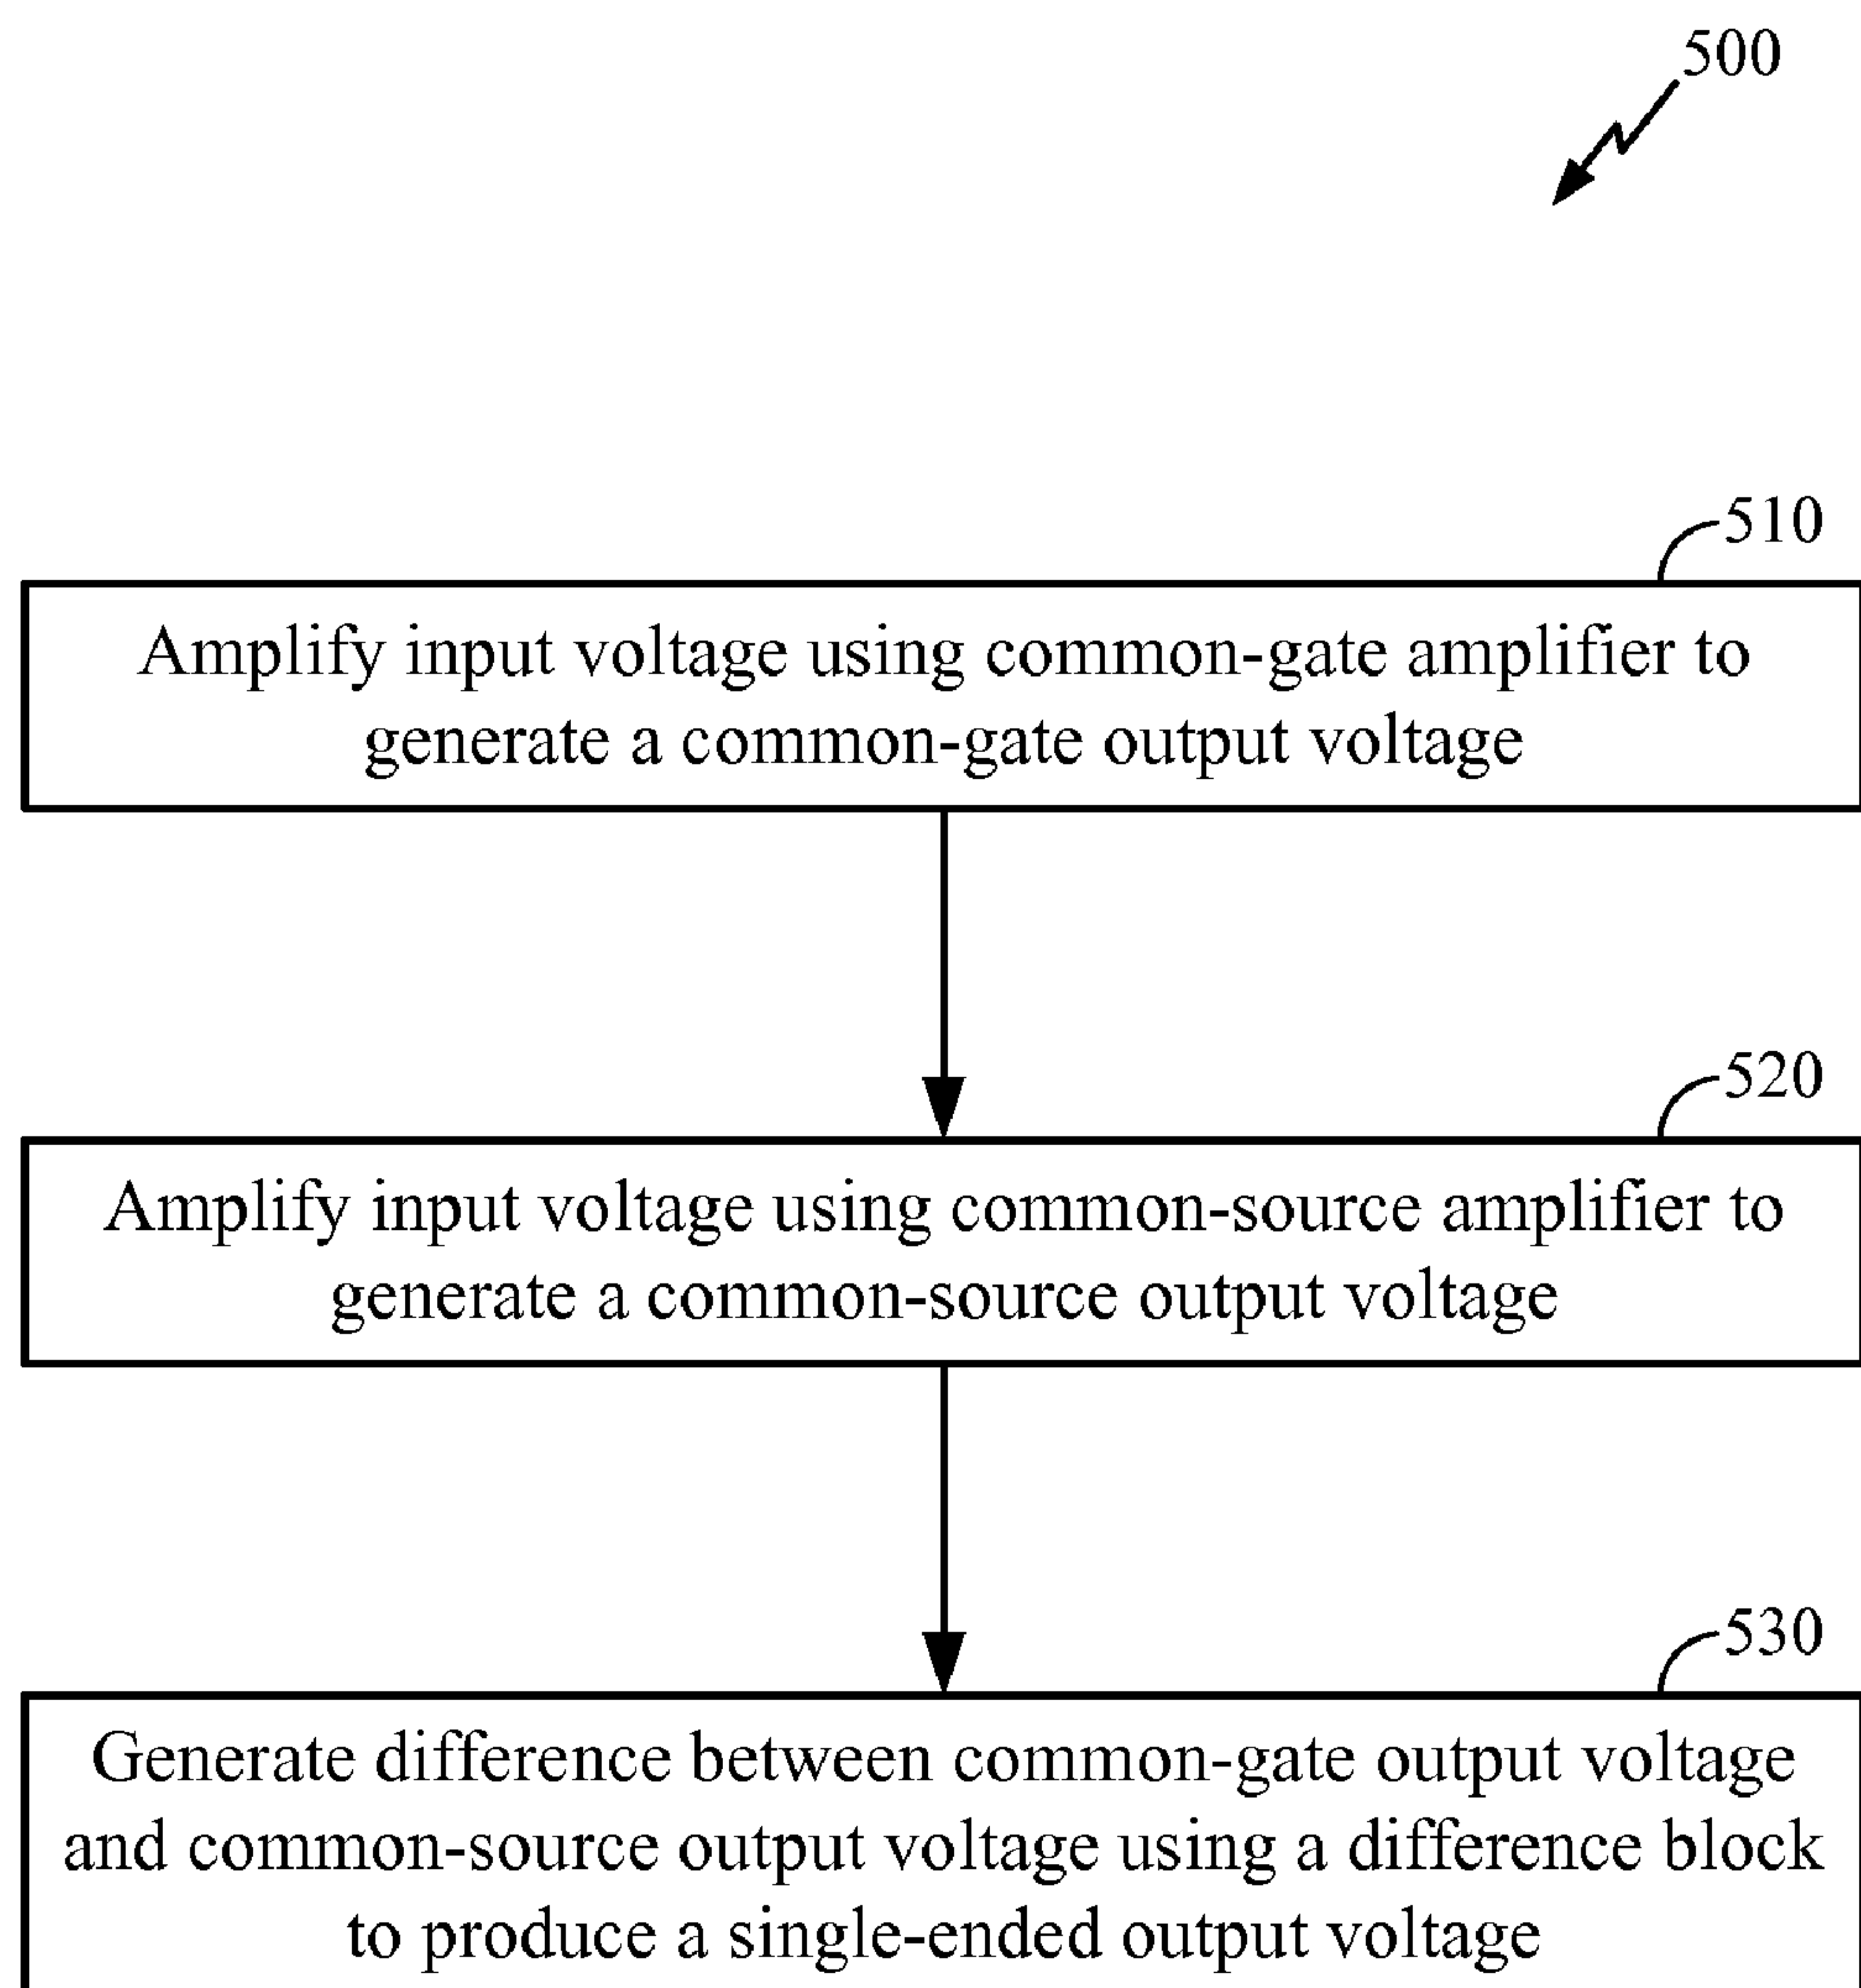 500
510
Amplify input voltage using common-gate amplifier to
generate a common-gate output voltage
520
Amplify input voltage using common-source amplifier to
generate a common-source output voltage
530
Generate difference between common-gate output voltage
and common-source output voltage using a difference block
to produce a single-ended output voltage